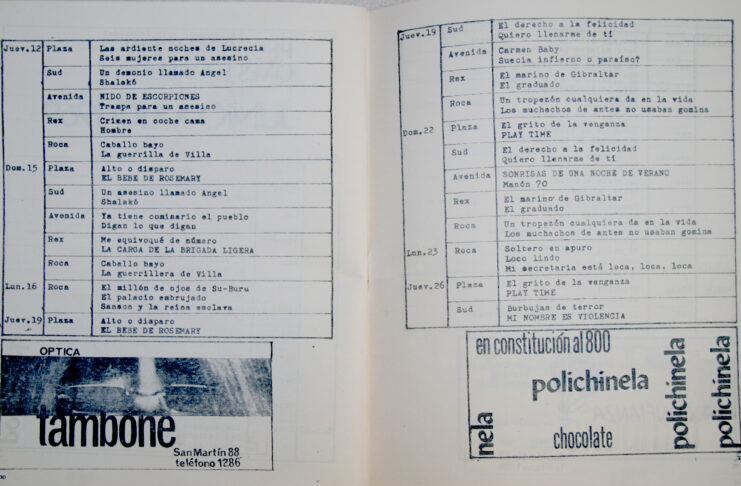 Juev.12 Plaza Las ardiente noches de Lucrecia
Seis mujeres para un asesino
Sud Un demonio llamado Angel
Shalakó
Avenida NIDO DE ESCORPIONES
Trampa para un asesino
Rex Crimen en coche cama
Hombre
Roca Caballo bayo
La guerrilla de Villa
Dom.15 Plaza Alto o disparo
EL BEBE DE ROSEMARY
Sud Un asesino llamado Angel
Shalakó
Avenida Ya tiene cominario el pueblo
Digan lo que digan
Rex Me equivoqué de número
LA CARGA DE LA BRIGADA LIGERA
Roca Caballo bayo
La guerrillera de Villa
Lun.16 Roca El millón de ojos de Su-Buru
El palacio embrujado
Sanson y la reina esclava
Juev.19 Plaza Alto o disparo
EL BEBE DE ROSEMARY
OPTICA
tambone
San Martín 88
teléfono 1286
Juev.19 Sud El derecho a la felicidad
Quiero llenarme de ti
Avenida Carmen Baby
Suecia infierno o paraíso?
Rex El marino de Gibraltar
El graduado
Roca Un tropezón cualquiera da en la vida
Los muchachos de antes no usaban gomina
Dom.22 Plaza El grito de la venganza
PLAY TIME
Sud El derecho a la felicidad
Quiero llenarme de ti
Avenida SONRISAS DE UNA NOCHE DE VERANO
Manón 70
Rex El marino de Gibraltar
El graduado
Roca Un tropezon cualquiera da en la vida
Los muchachos de antes no usaban gomina
Lun.23 Roca Soltero en apuro
Loco lindo
Mi secretaria está loca, loca, loca
Juev.26 Plaza El grito de la venganza
PLAY TIME
Sud Burbujas de terror
MI NOMBRE ES VIOLENCIA
en constitución al 800
polichinela
chocolate
nela
polichinela
polichinela